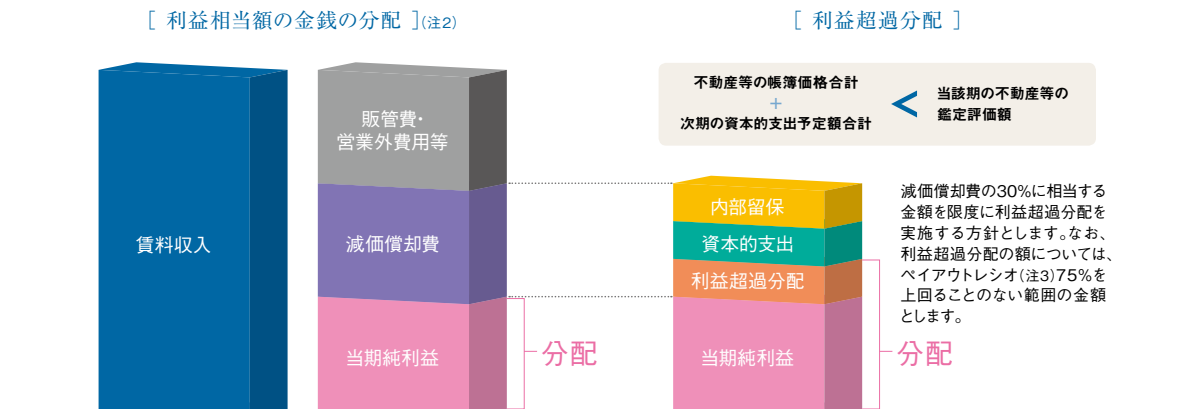 [ 利益相当額の金銭の分配 ](注2)
賃料収入
販管費・
営業外費用等
減価償却費
当期純利益
分配
[ 利益超過分配 ]
不動産等の帳簿価格合計
+
次期の資本的支出予定額合計
<
当該期の不動産等の
鑑定評価額
内部留保
資本的支出
利益超過分配
当期純利益
分配
減価償却費の30%に相当する
金額を限度に利益超過分配を
実施する方針とします。なお、
利益超過分配の額については、
ペイアウトレシオ(注3)75%を
上回ることのない範囲の金額
とします。